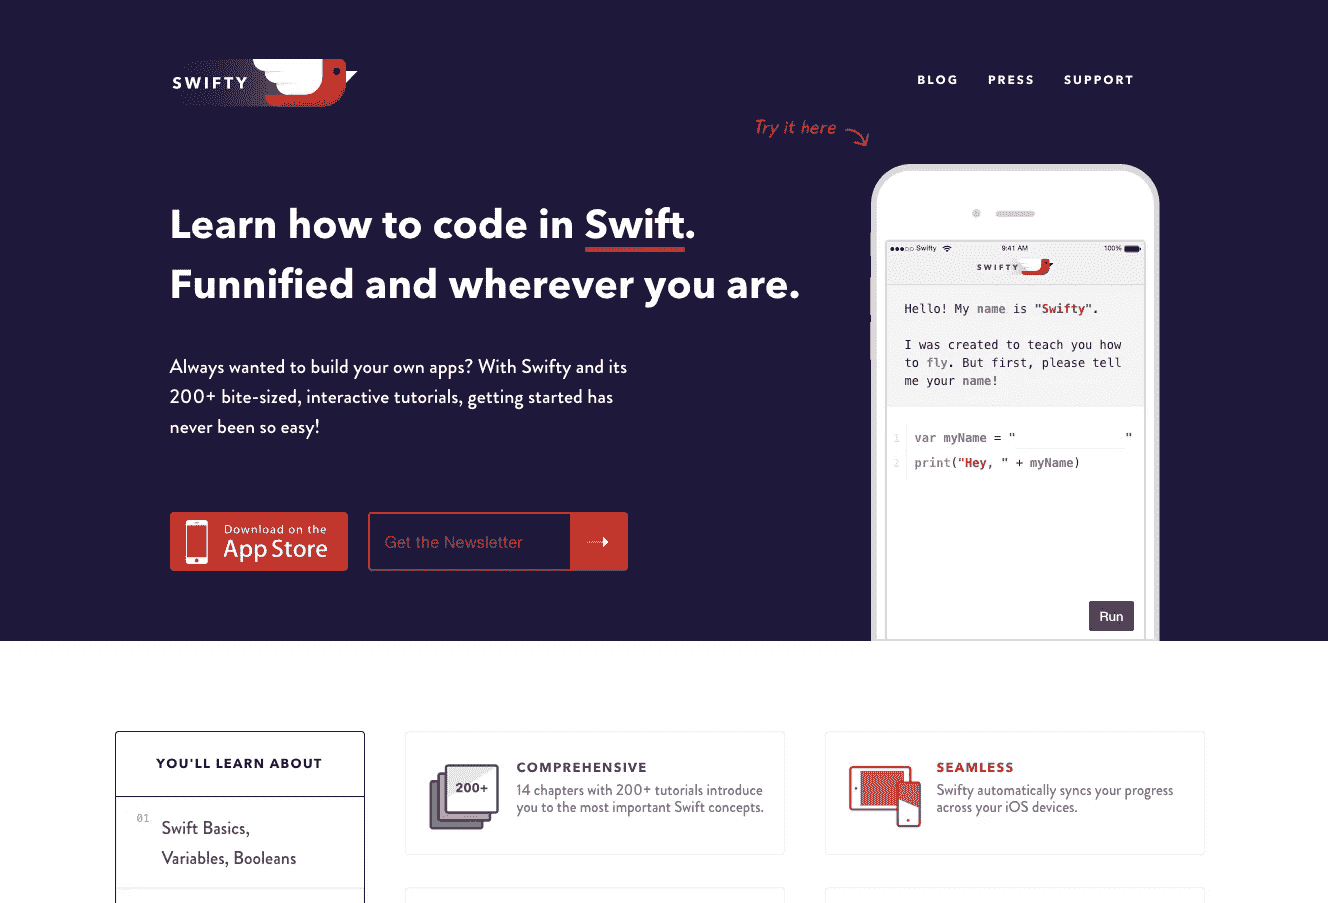 SWIFTY
BLOG PRESS SUPPORT
Try it here
Learn how to code in Swift.
Funnified and wherever you are.
Always wanted to build your own apps? With Swifty and its
200+ bite-sized, interactive tutorials, getting started has
never been so easy!
Download on the
App Store
Get the Newsletter
Swifty 9:41 AM 100%
SWIFTY
Hello! My name is "Swifty".
I was created to teach you how
to fly. But first, please tell
me your name!
1 var myName = " "
2 print("Hey, " + myName)
Run
YOU'LL LEARN ABOUT
01 Swift Basics,
Variables, Booleans
200+
COMPREHENSIVE
14 chapters with 200+ tutorials introduce
you to the most important Swift concepts.
SEAMLESS
Swifty automatically syncs your progress
across your iOS devices.